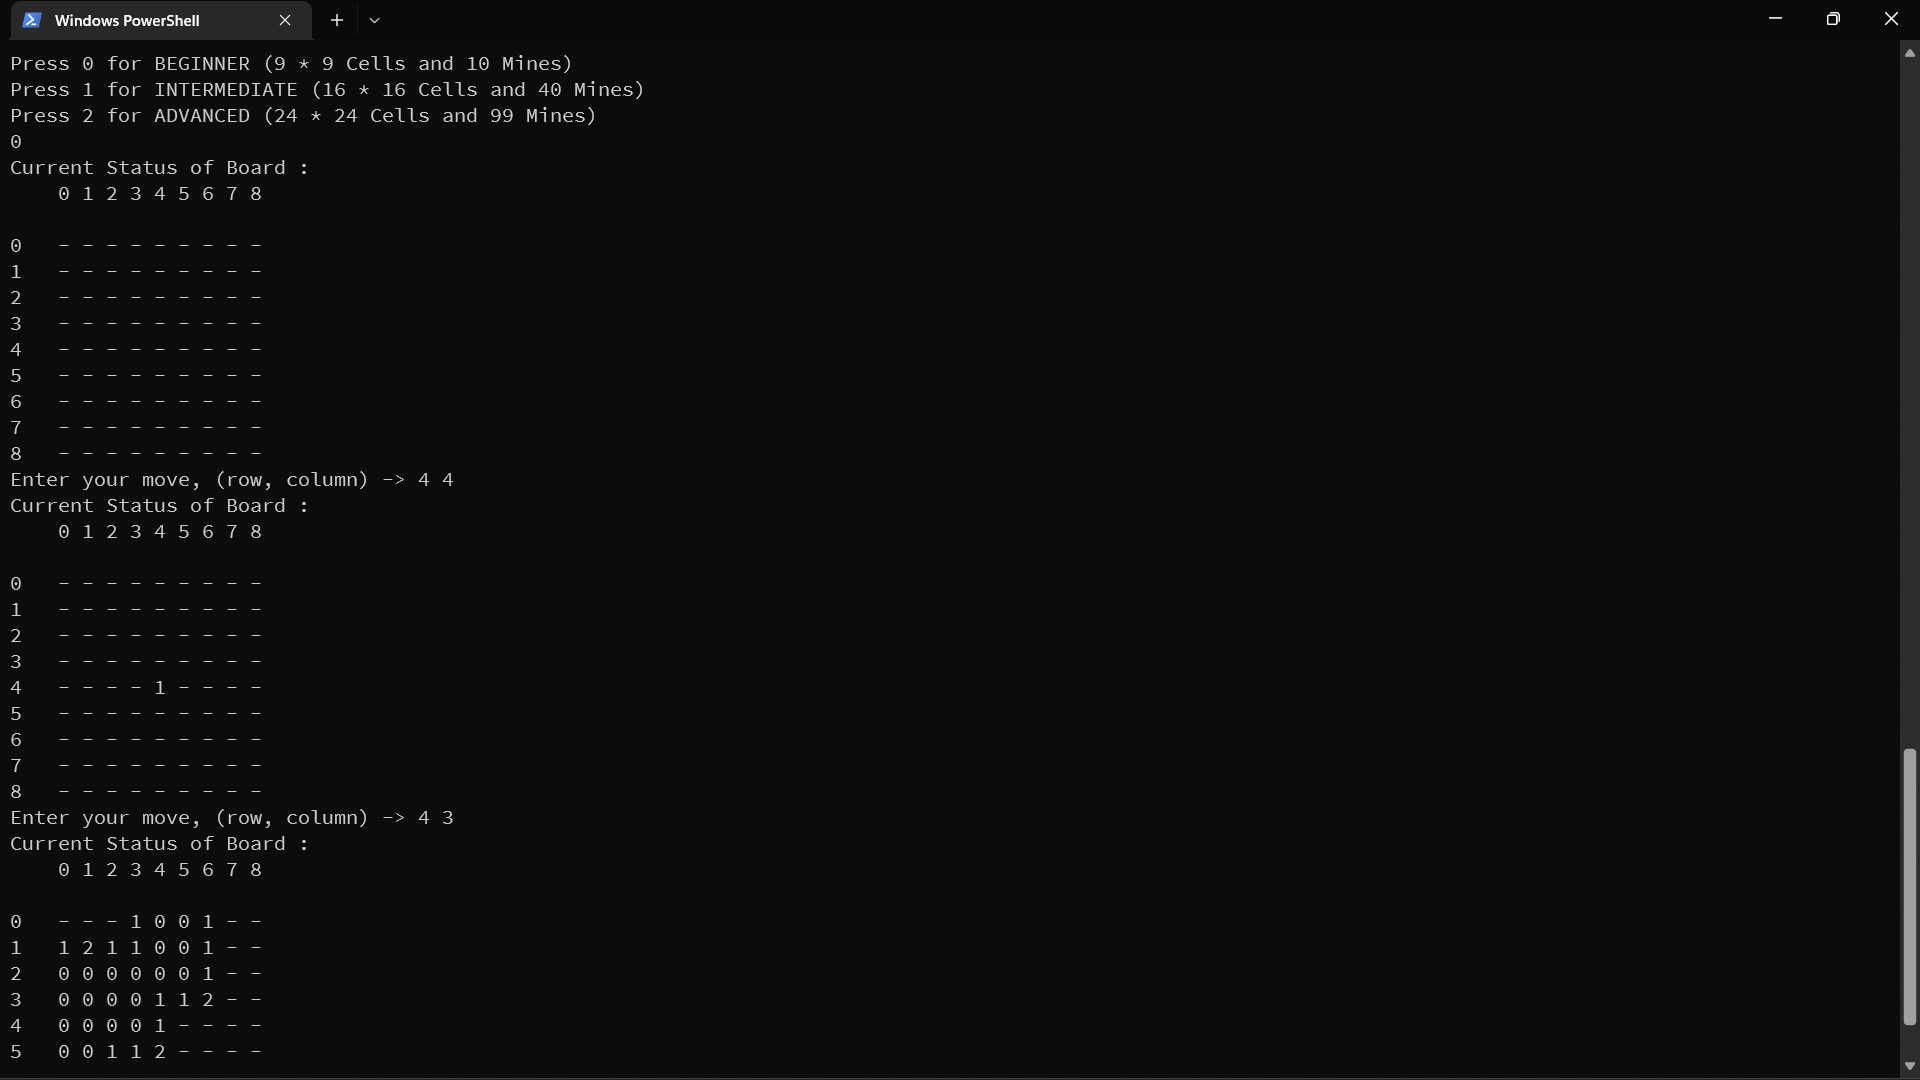 Windows PowerShell
Press 0 for BEGINNER (9 * 9 Cells and 10 Mines)
Press 1 for INTERMEDIATE (16 * 16 Cells and 40 Mines)
Press 2 for ADVANCED (24 * 24 Cells and 99 Mines)
0
Current Status of Board :
    0 1 2 3 4 5 6 7 8

0   - - - - - - - - -
1   - - - - - - - - -
2   - - - - - - - - -
3   - - - - - - - - -
4   - - - - - - - - -
5   - - - - - - - - -
6   - - - - - - - - -
7   - - - - - - - - -
8   - - - - - - - - -
Enter your move, (row, column) -> 4 4
Current Status of Board :
    0 1 2 3 4 5 6 7 8

0   - - - - - - - - -
1   - - - - - - - - -
2   - - - - - - - - -
3   - - - - - - - - -
4   - - - - 1 - - - -
5   - - - - - - - - -
6   - - - - - - - - -
7   - - - - - - - - -
8   - - - - - - - - -
Enter your move, (row, column) -> 4 3
Current Status of Board :
    0 1 2 3 4 5 6 7 8

0   - - - 1 0 0 1 - -
1   1 2 1 1 0 0 1 - -
2   0 0 0 0 0 0 1 - -
3   0 0 0 0 1 1 2 - -
4   0 0 0 0 1 - - - -
5   0 0 1 1 2 - - - -